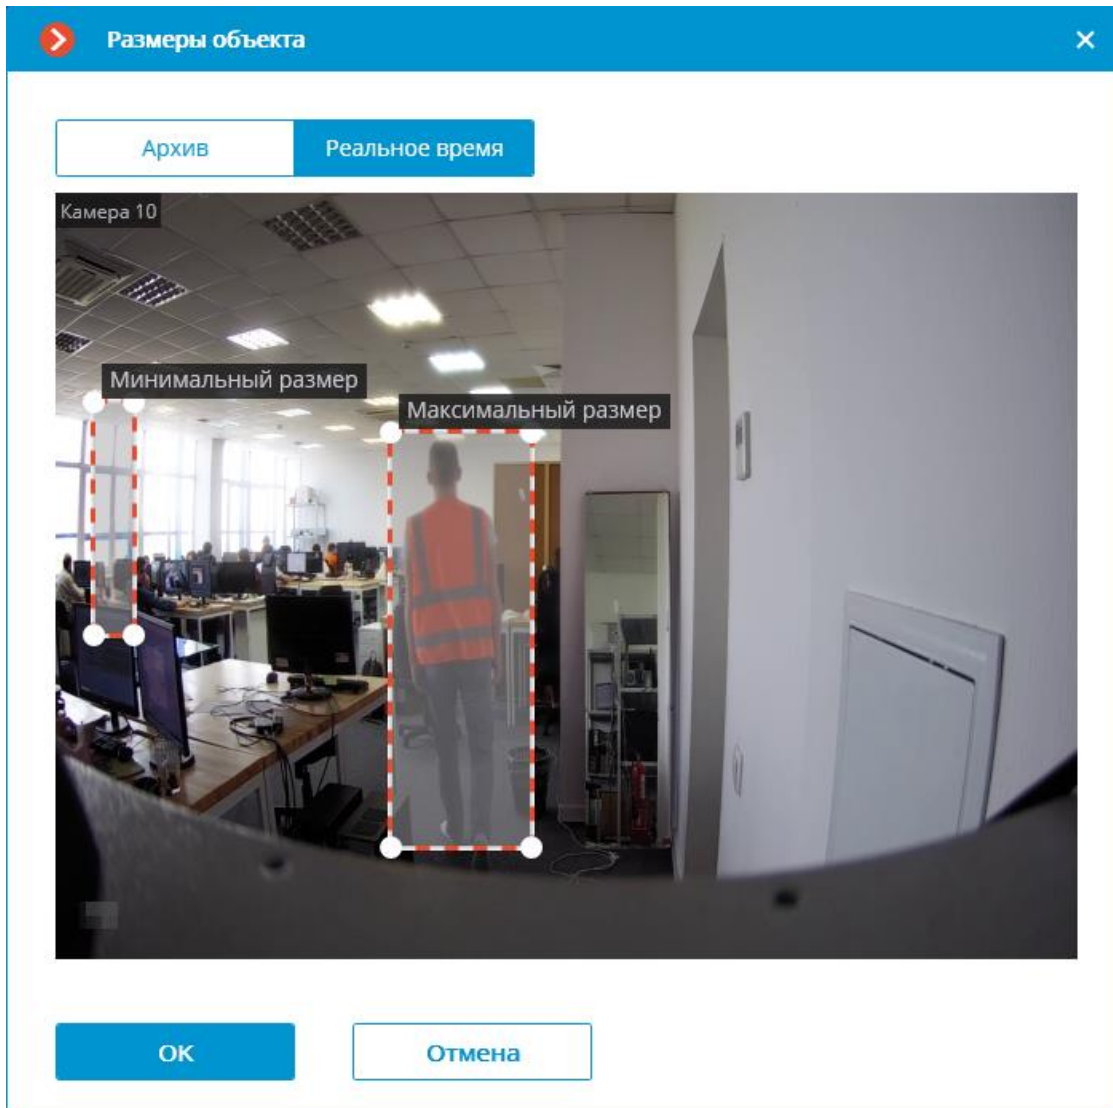 Размеры объекта
Архив
Реальное время
Камера 10
Минимальный размер
Максимальный размер
OK
Отмена